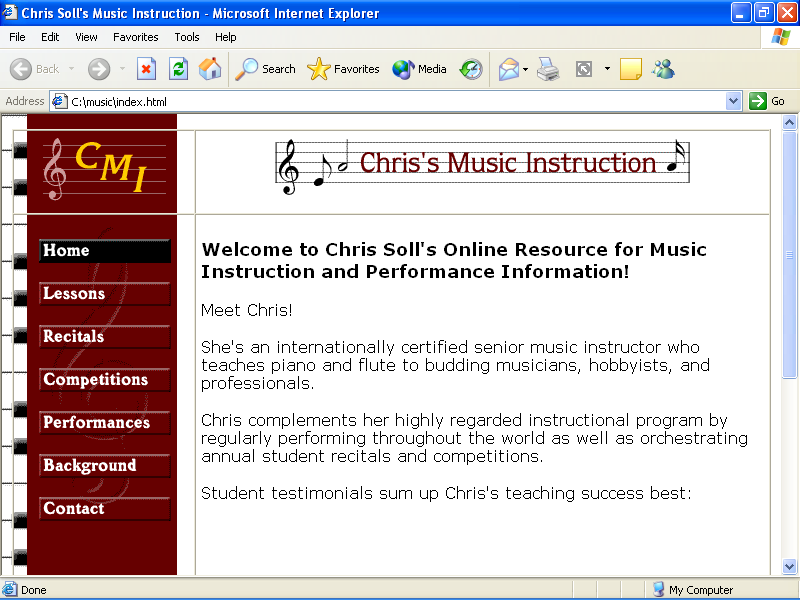 Chris Soll's Music Instruction - Microsoft Internet Explorer
File Edit View Favorites Tools Help
Back Search Favorites Media
Address C:\music\index.html Go
CMI
Chris's Music Instruction
Home
Lessons
Recitals
Competitions
Performances
Background
Contact
Welcome to Chris Soll's Online Resource for Music
Instruction and Performance Information!
Meet Chris!
She's an internationally certified senior music instructor who
teaches piano and flute to budding musicians, hobbyists, and
professionals.
Chris complements her highly regarded instructional program by
regularly performing throughout the world as well as orchestrating
annual student recitals and competitions.
Student testimonials sum up Chris's teaching success best:
Done My Computer